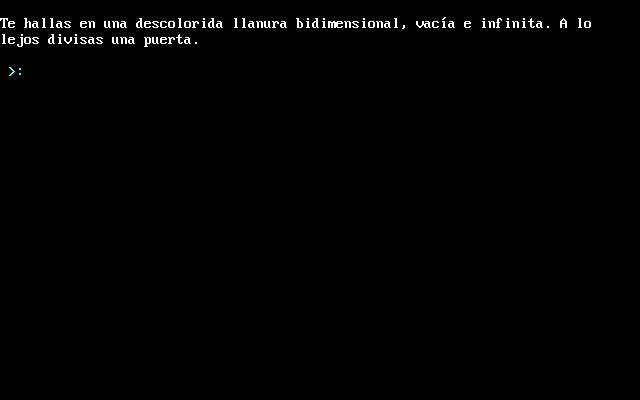 Te hallas en una descolorida llanura bidimensional, vacía e infinita. A lo
lejos divisas una puerta.
>: